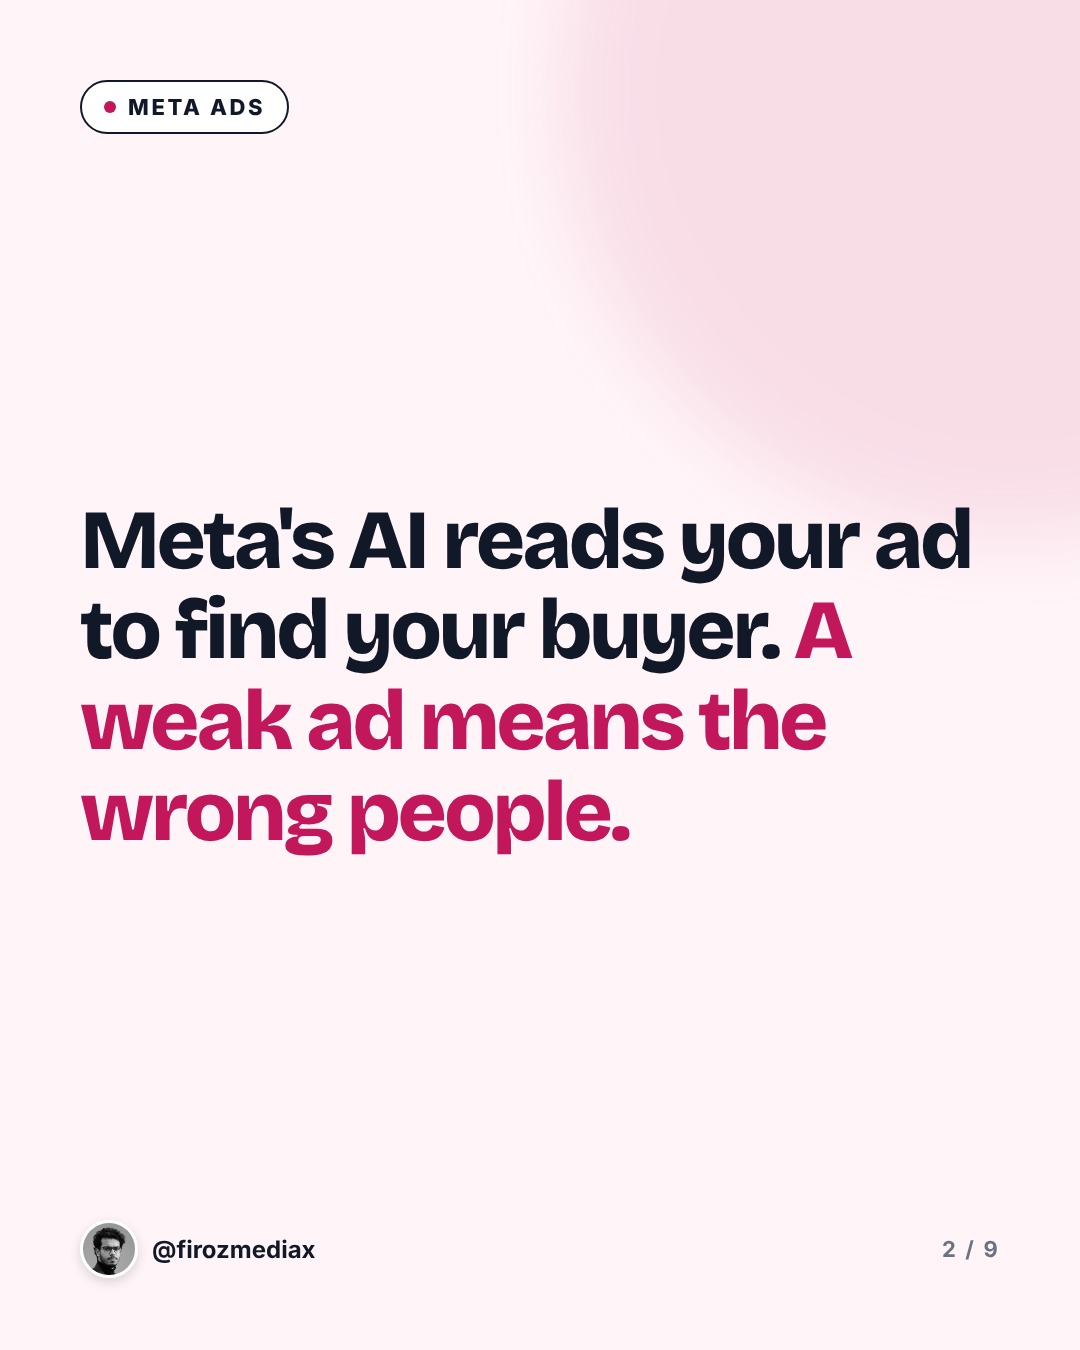 META ADS
Meta's AI reads your ad
to find your buyer. A
weak ad means the
wrong people.
@firozmediax
2 / 9